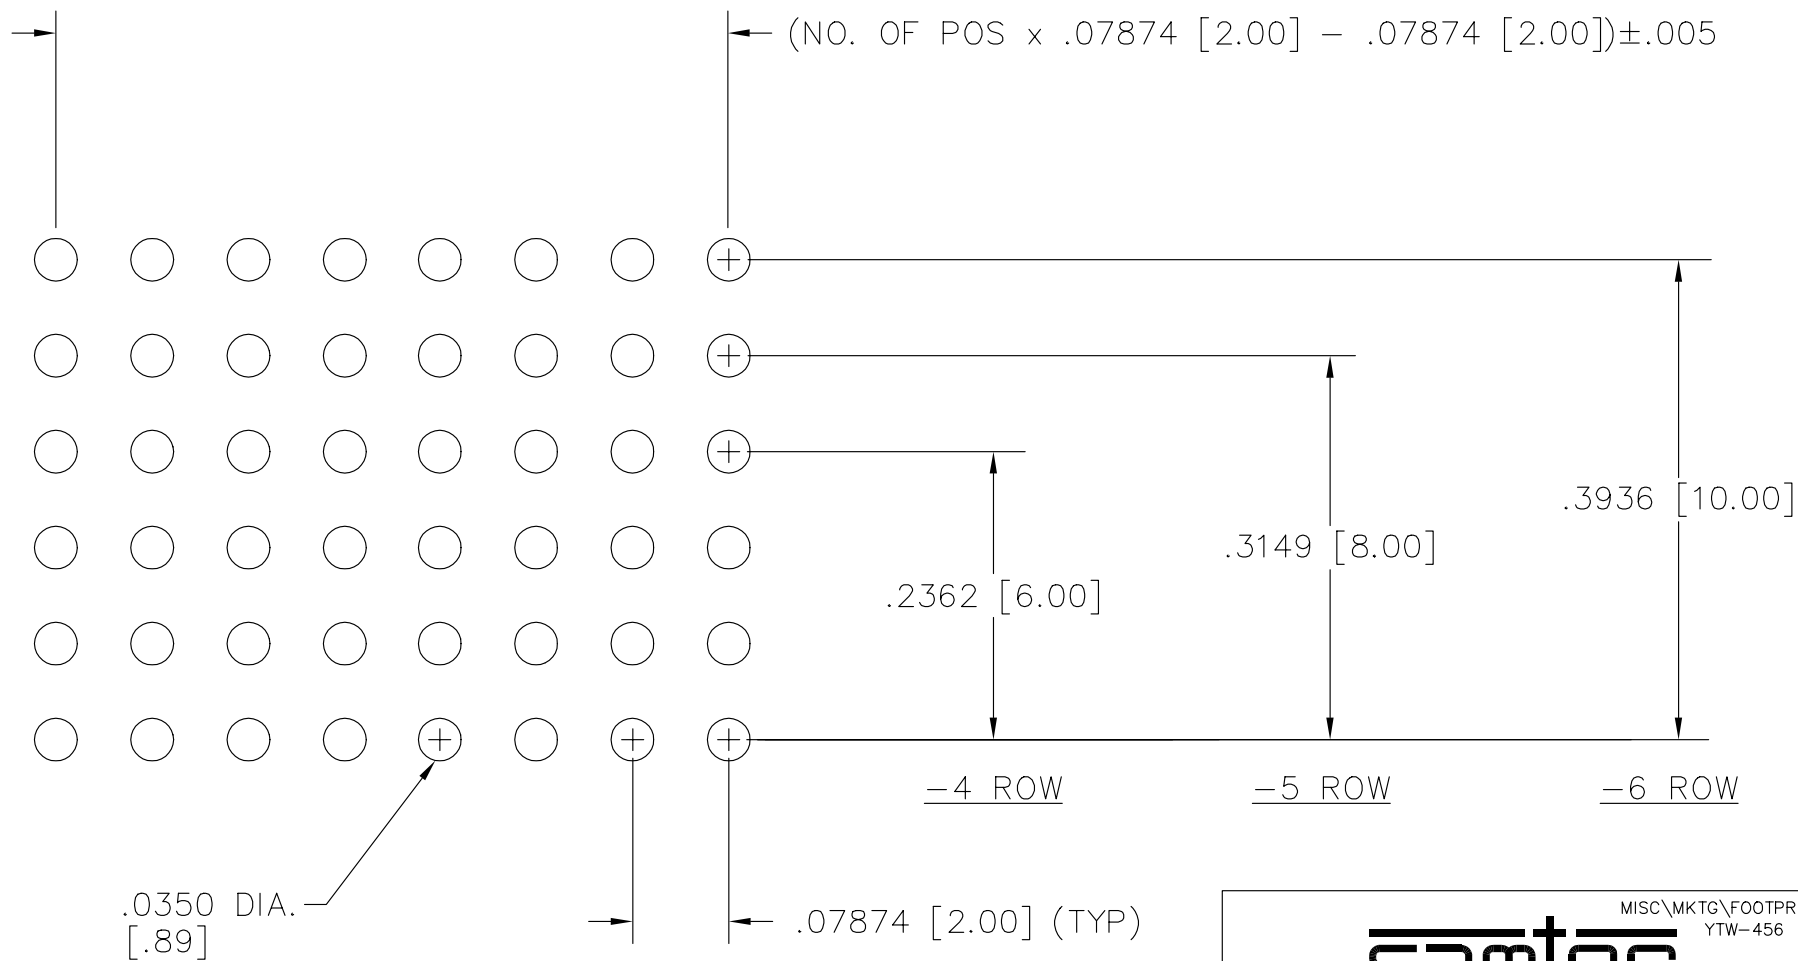 (NO. OF POS x .07874 [2.00] – .07874 [2.00])±.005
.3936 [10.00]
.3149 [8.00]
.2362 [6.00]
–4 ROW
–5 ROW
–6 ROW
.0350 DIA.
[.89]
.07874 [2.00] (TYP)
MISC\MKTG\FOOTPR
YTW–456
samtec